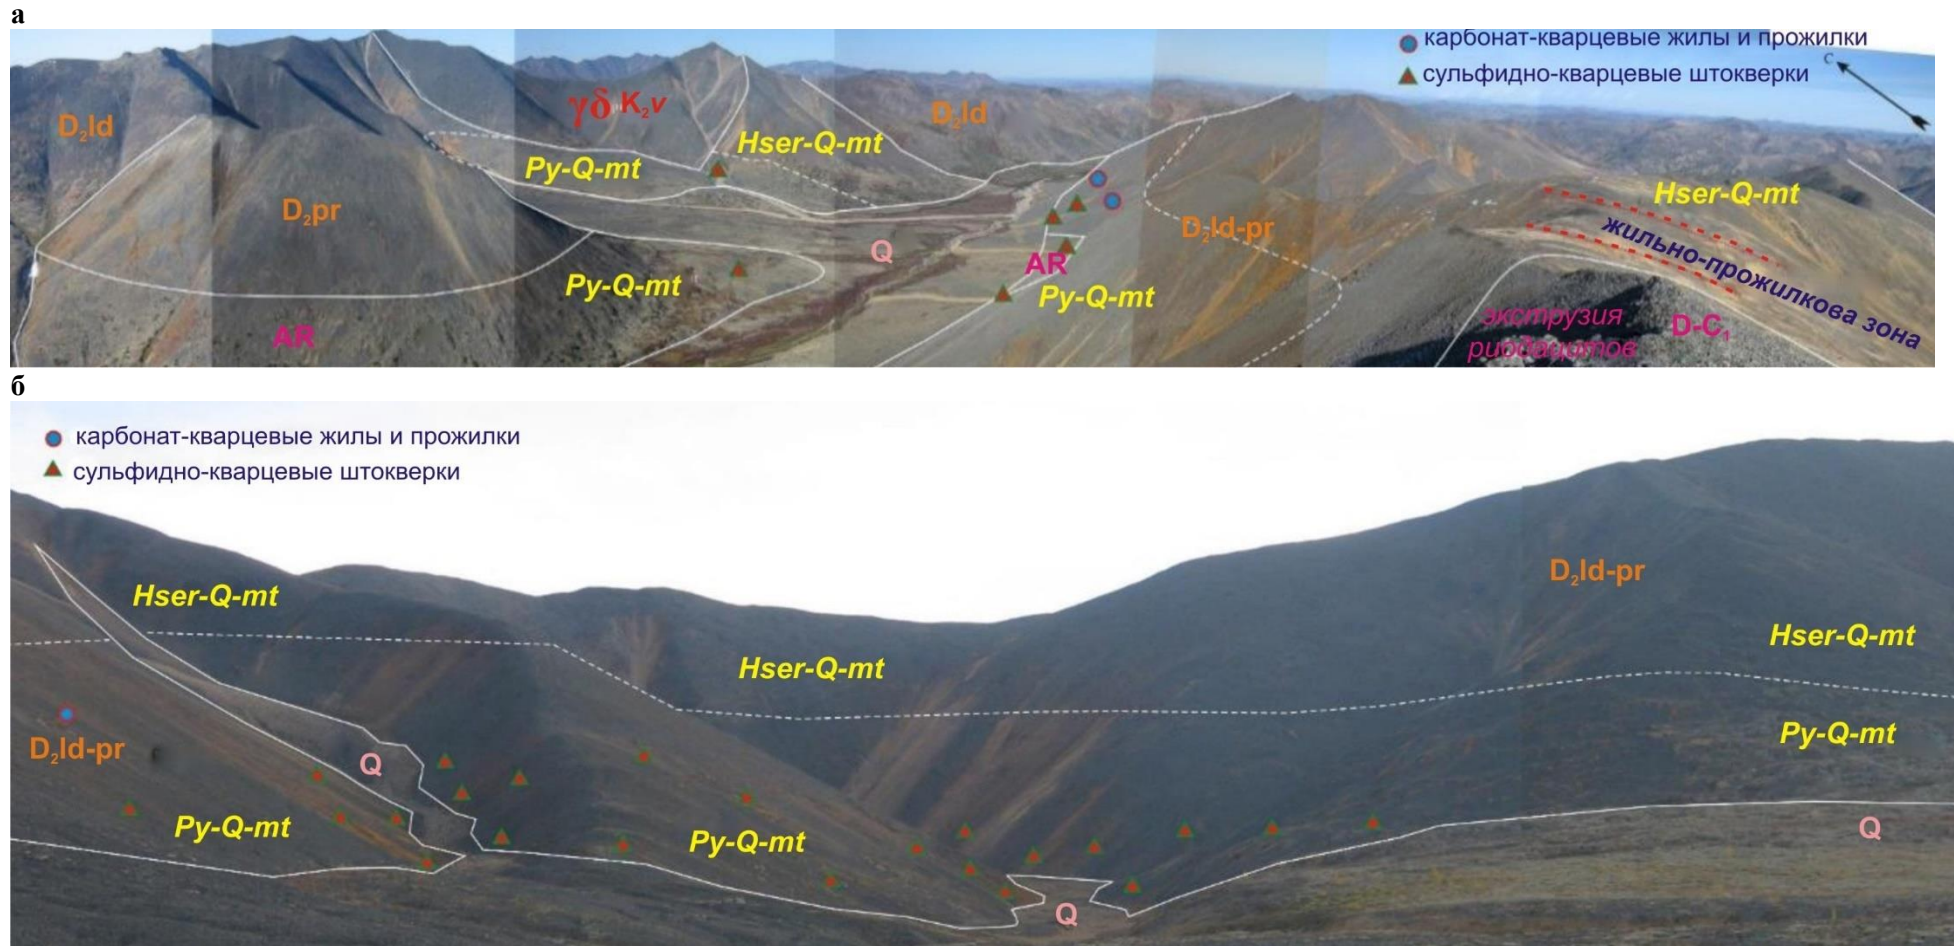 а
карбонат-кварцевые жилы и прожилки
сульфидно-кварцевые штокверки
С
D₂ld
γδ K₂v
D₂ld
Hser-Q-mt
Py-Q-mt
D₂pr
Hser-Q-mt
жильно-прожилкова зона
D₂ld-pr
Q
AR
Py-Q-mt
Py-Q-mt
AR
экструзия
риодацитов
D-C₁
б
карбонат-кварцевые жилы и прожилки
сульфидно-кварцевые штокверки
Hser-Q-mt
D₂ld-pr
Hser-Q-mt
Hser-Q-mt
D₂ld-pr
Q
Py-Q-mt
Py-Q-mt
Py-Q-mt
Q
Q